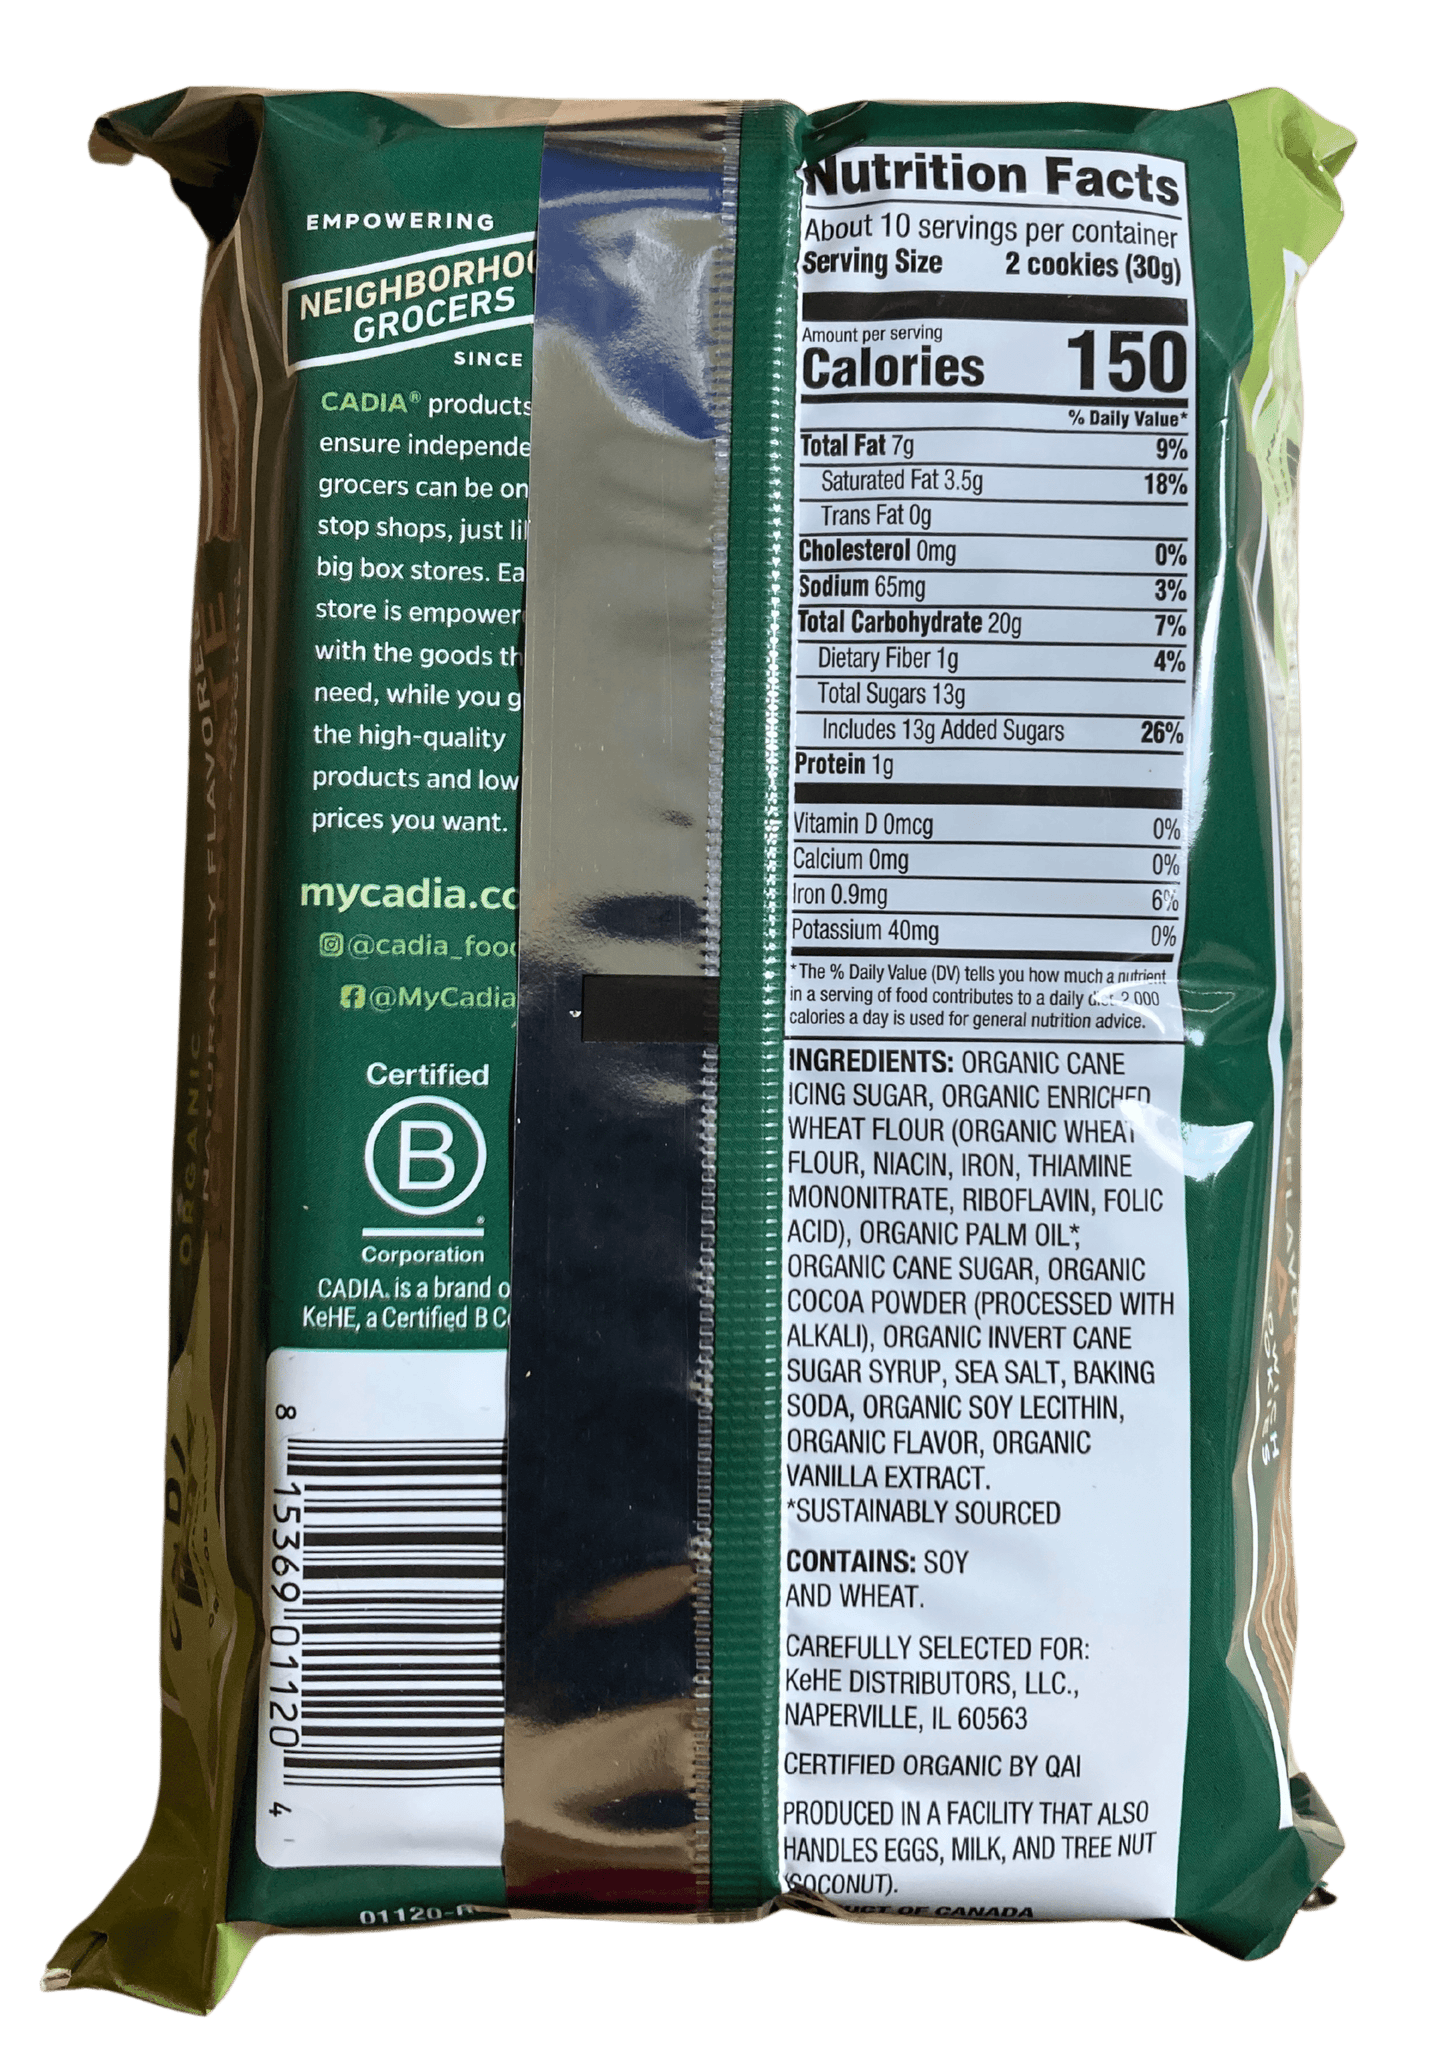 EMPOWERING
NEIGHBORHOO
GROCERS
SINCE
CADIA® products
ensure independe
grocers can be on
stop shops, just li
big box stores. Ea
store is empower
with the goods th
need, while you g
the high-quality
products and low
prices you want.
mycadia.co
@cadia_food
@MyCadia
Certified
B
Corporation
CADIA. is a brand o
KeHE, a Certified B C
8 15369 01120 4
01120-R
Nutrition Facts
About 10 servings per container
Serving Size 2 cookies (30g)
Amount per serving
Calories 150
% Daily Value*
Total Fat 7g 9%
Saturated Fat 3.5g 18%
Trans Fat 0g
Cholesterol 0mg 0%
Sodium 65mg 3%
Total Carbohydrate 20g 7%
Dietary Fiber 1g 4%
Total Sugars 13g
Includes 13g Added Sugars 26%
Protein 1g
Vitamin D 0mcg 0%
Calcium 0mg 0%
Iron 0.9mg 6%
Potassium 40mg 0%
*The % Daily Value (DV) tells you how much a nutrient
in a serving of food contributes to a daily diet. 2,000
calories a day is used for general nutrition advice.
INGREDIENTS: ORGANIC CANE
ICING SUGAR, ORGANIC ENRICHED
WHEAT FLOUR (ORGANIC WHEAT
FLOUR, NIACIN, IRON, THIAMINE
MONONITRATE, RIBOFLAVIN, FOLIC
ACID), ORGANIC PALM OIL*,
ORGANIC CANE SUGAR, ORGANIC
COCOA POWDER (PROCESSED WITH
ALKALI), ORGANIC INVERT CANE
SUGAR SYRUP, SEA SALT, BAKING
SODA, ORGANIC SOY LECITHIN,
ORGANIC FLAVOR, ORGANIC
VANILLA EXTRACT.
*SUSTAINABLY SOURCED
CONTAINS: SOY
AND WHEAT.
CAREFULLY SELECTED FOR:
KeHE DISTRIBUTORS, LLC.,
NAPERVILLE, IL 60563
CERTIFIED ORGANIC BY QAI
PRODUCED IN A FACILITY THAT ALSO
HANDLES EGGS, MILK, AND TREE NUT
(COCONUT).
UCT OF CANADA
ORGANIC
NATURALLY FLAVORED